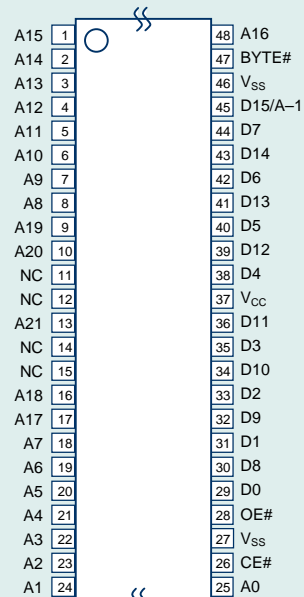 A15 1 48 A16
A14 2 47 BYTE#
A13 3 46 VSS
A12 4 45 D15/A–1
A11 5 44 D7
A10 6 43 D14
A9 7 42 D6
A8 8 41 D13
A19 9 40 D5
A20 10 39 D12
NC 11 38 D4
NC 12 37 VCC
A21 13 36 D11
NC 14 35 D3
NC 15 34 D10
A18 16 33 D2
A17 17 32 D9
A7 18 31 D1
A6 19 30 D8
A5 20 29 D0
A4 21 28 OE#
A3 22 27 VSS
A2 23 26 CE#
A1 24 25 A0